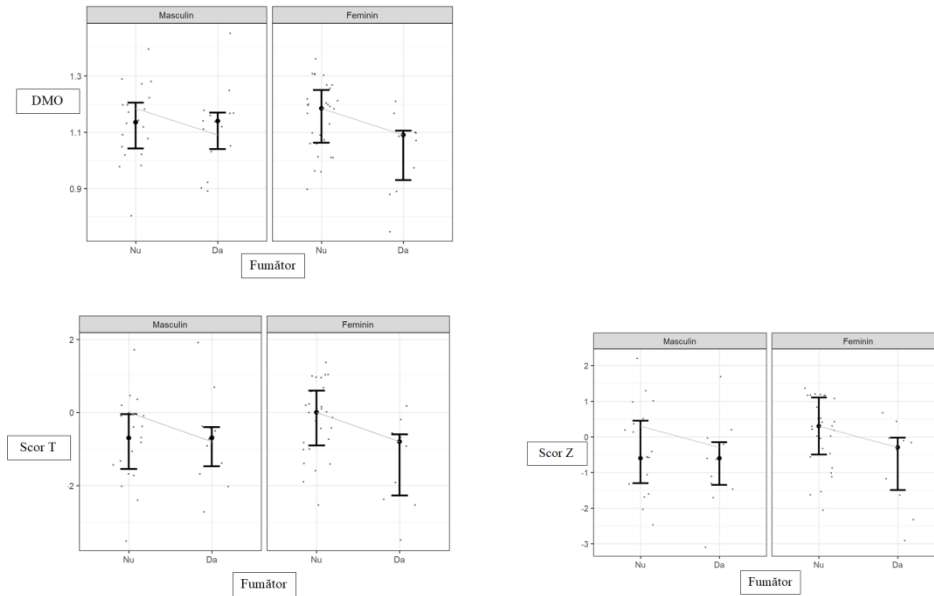 Masculin Feminin
DMO
1.3
1.1
0.9
Nu Da Nu Da
Fumător
Masculin Feminin
Scor T
2
0
2
Nu Da Nu Da
Fumător
Masculin Feminin
Scor Z
2
1
0
-1
-2
-3
Nu Da Nu Da
Fumător